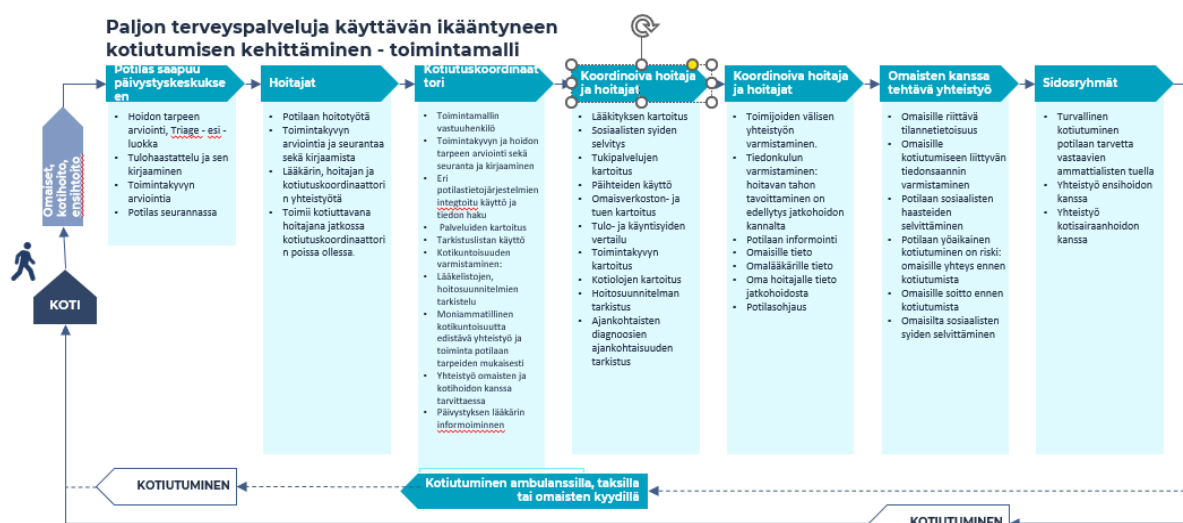 Paljon terveyspalveluja käyttävän ikääntyneen
kotiutumisen kehittäminen - toimintamalli
Potilas saapuu
päivystyskeskukse
en
• Hoidon tarpeen
arviointi, Triage - esi -
luokka
• Tulohaastattelu ja sen
kirjaaminen
• Toimintakyvyn
arviointia
• Potilas seurannassa
Hoitajat
• Potilaan hoitotyötä
• Toimintakyvyn
arviointia ja seurantaa
sekä kirjaamista
• Lääkärin, hoitajan ja
kotiutuskoordinaattori
n yhteistyötä
• Toimii kotiuttavana
hoitajana jatkossa
kotiutuskoordinaattori
n poissa ollessa.
Kotiutuskoordinaat
tori
• Toimintamallin
vastuuhenkilö
• Toimintakyvyn ja hoidon
tarpeen arviointi sekä
seuranta ja kirjaaminen
• Eri
potilastietojärjestelmien
integtoitu käyttö ja
tiedon haku
• Palveluiden kartoitus
• Tarkistuslistan käyttö
• Kotikuntoisuuden
varmistaminen:
• Lääkelistojen,
hoitosuunnitelmien
tarkistelu
• Moniammatillinen
kotikuntoisuutta
edistävä yhteistyö ja
toiminta potilaan
tarpeiden mukaisesti
• Yhteistyö omaisten ja
kotihoidon kanssa
tarvittaessa
• Päivystyksen lääkärin
informoiminnen
Koordinoiva hoitaja
ja hoitajat
• Lääkityksen kartoitus
• Sosiaalisten syiden
selvitys
• Tukipalvelujen
kartoitus
• Päihteiden käyttö
• Omaisverkoston- ja
tuen kartoitus
• Tulo- ja käyntisyiden
vertailu
• Toimintakyvyn
kartoitus
• Kotiolojen kartoitus
• Hoitosuunnitelman
tarkistus
• Ajankohtaisten
diagnoosien
ajankohtaisuuden
tarkistus
Koordinoiva hoitaja
ja hoitajat
• Toimijoiden välisen
yhteistyön
varmistaminen.
• Tiedonkulun
varmistaminen:
hoitavan tahon
tavoittaminen on
edellytys jatkohoidon
kannalta
• Potilaan informointi
• Omaisille tieto
• Omalääkärille tieto
• Oma hoitajalle tieto
jatkohoidosta
• Potilasohjaus
Omaisten kanssa
tehtävä yhteistyö
• Omaisille riittävä
tilannetietoisuus
• Omaisille
kotiutumiseen liittyvän
tiedonsaannin
varmistaminen
• Potilaan sosiaalisten
haasteiden
selvittäminen
• Potilaan yöaikainen
kotiutuminen on riski:
omaisille yhteys ennen
kotiutumista
• Omaisille soitto ennen
kotiutumista
• Omaisilta sosiaalisten
syiden selvittäminen
Sidosryhmät
• Turvallinen
kotiutuminen
potilaan tarvetta
vastaavien
ammattialisten tuella
• Yhteistyö ensihoidon
kanssa
• Yhteistyö
kotisairaanhoidon
kanssa
Omaiset,
kotihoito,
ensihtoito
KOTI
KOTIUTUMINEN
Kotiutuminen ambulanssilla, taksilla
tai omaisten kyydillä
KOTIUTUMINEN